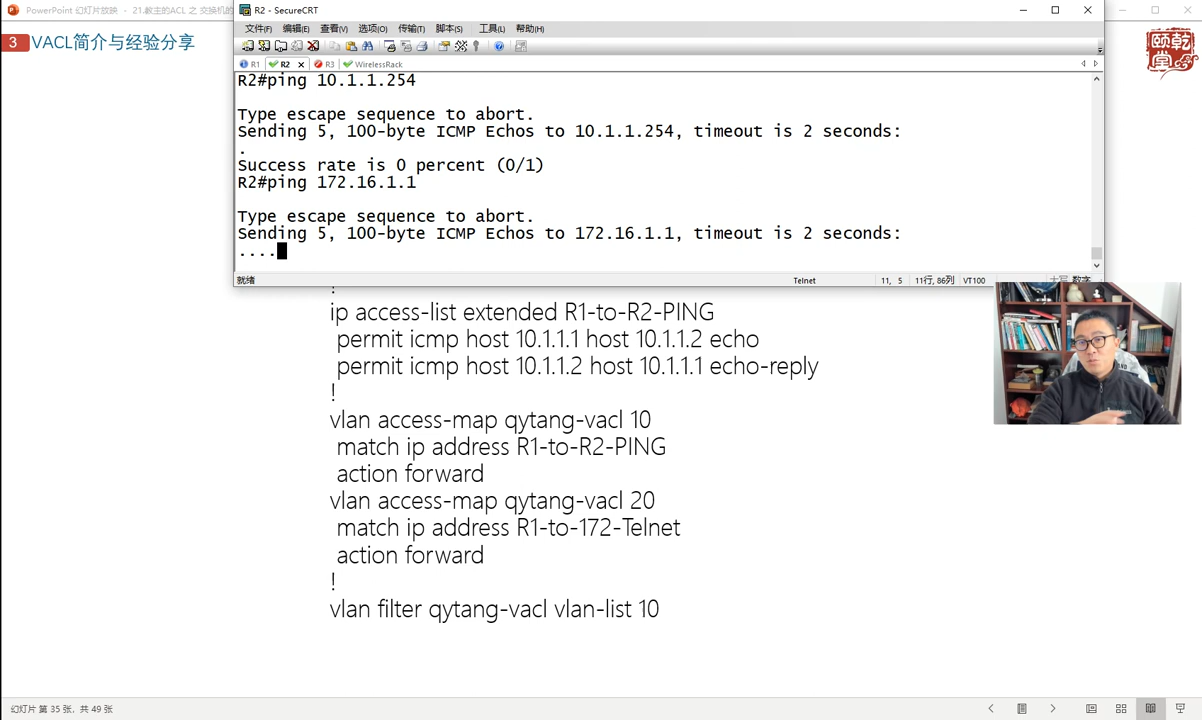 PowerPoint 幻灯片放映 - 21.教主的ACL 之 交换机的
R2 - SecureCRT
3 VACL简介与经验分享
文件(F) 编辑(E) 查看(V) 选项(O) 传输(T) 脚本(S) 工具(L) 帮助(H)
R1 R2 R3 WirelessRack
R2#ping 10.1.1.254
Type escape sequence to abort.
Sending 5, 100-byte ICMP Echos to 10.1.1.254, timeout is 2 seconds:
.
Success rate is 0 percent (0/1)
R2#ping 172.16.1.1
Type escape sequence to abort.
Sending 5, 100-byte ICMP Echos to 172.16.1.1, timeout is 2 seconds:
....
就绪 Telnet 11, 5 11行, 86列 VT100 大写 数字
!
ip access-list extended R1-to-R2-PING
permit icmp host 10.1.1.1 host 10.1.1.2 echo
permit icmp host 10.1.1.2 host 10.1.1.1 echo-reply
!
vlan access-map qytang-vacl 10
match ip address R1-to-R2-PING
action forward
vlan access-map qytang-vacl 20
match ip address R1-to-172-Telnet
action forward
!
vlan filter qytang-vacl vlan-list 10
乾颐堂
幻灯片 第 35 张，共 49 张